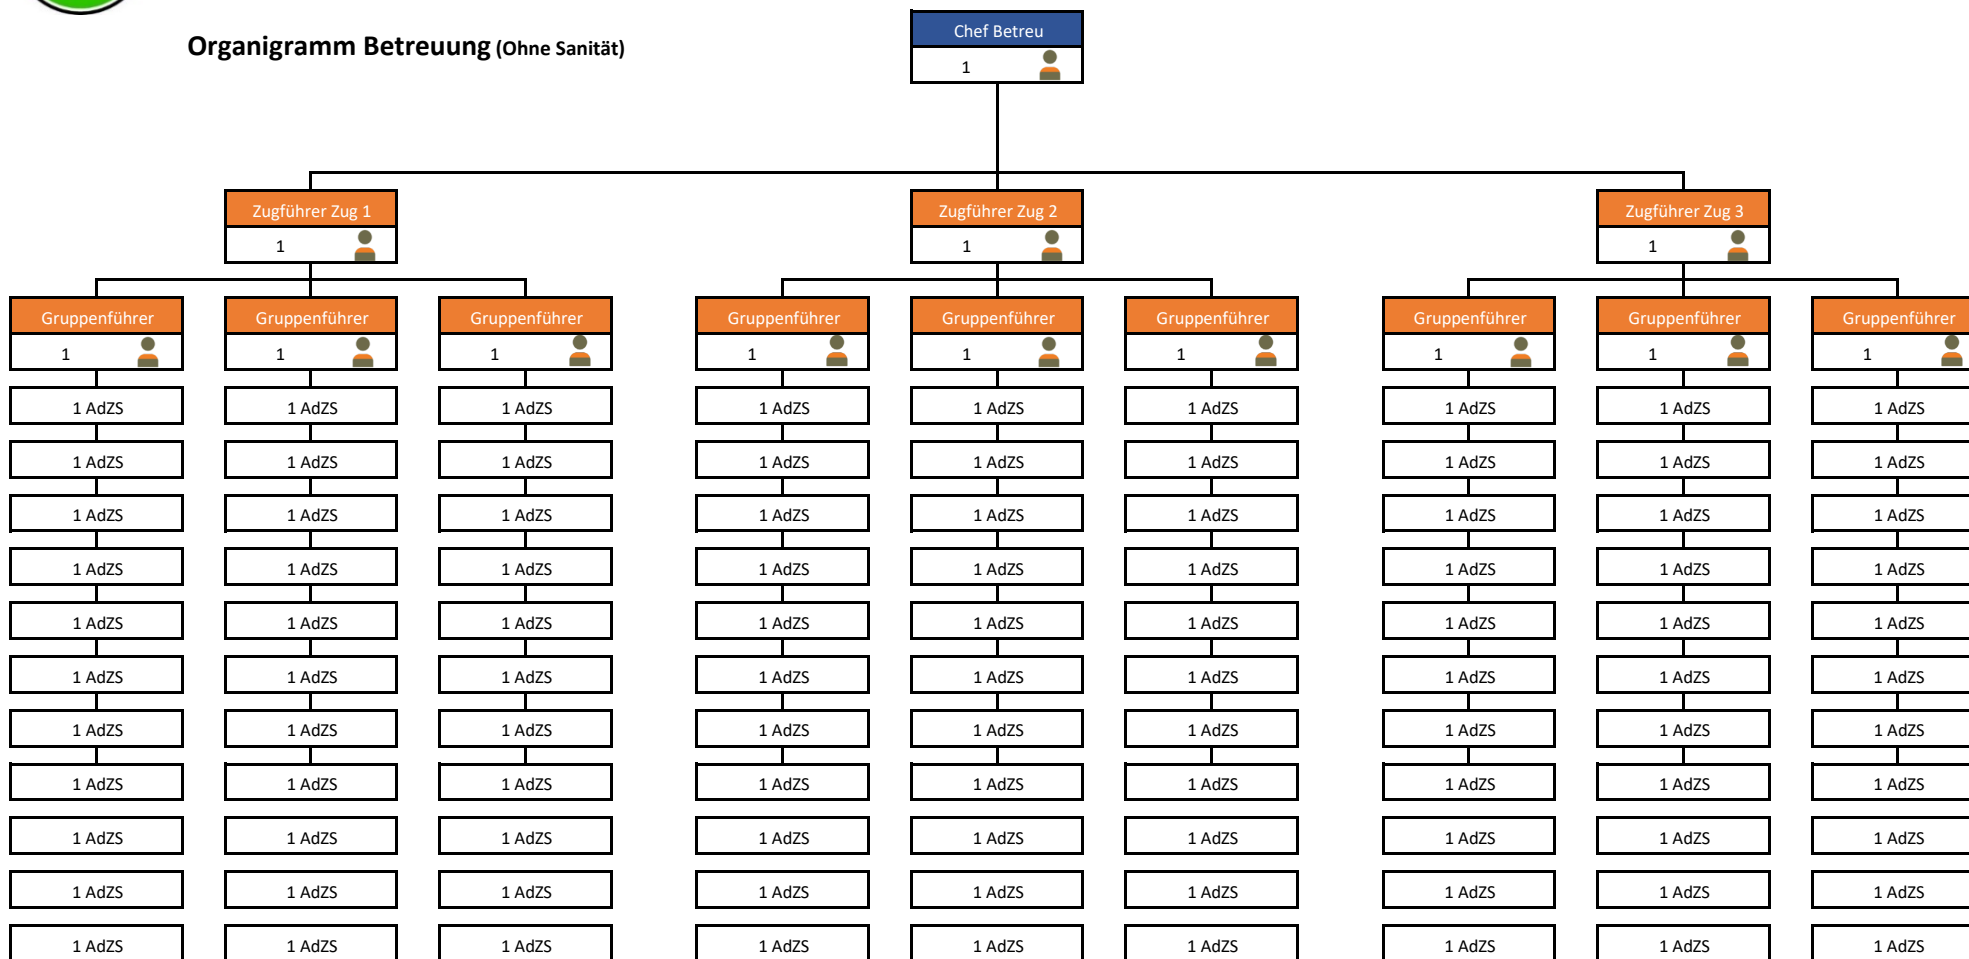 Organigramm Betreuung (Ohne Sanität)
Chef Betreu
1
Zugführer Zug 1 Zugführer Zug 2 Zugführer Zug 3
1 1 1
Gruppenführer Gruppenführer Gruppenführer Gruppenführer Gruppenführer Gruppenführer Gruppenführer Gruppenführer Gruppenführer
1 1 1 1 1 1 1 1 1
1 AdZS 1 AdZS 1 AdZS 1 AdZS 1 AdZS 1 AdZS 1 AdZS 1 AdZS 1 AdZS
1 AdZS 1 AdZS 1 AdZS 1 AdZS 1 AdZS 1 AdZS 1 AdZS 1 AdZS 1 AdZS
1 AdZS 1 AdZS 1 AdZS 1 AdZS 1 AdZS 1 AdZS 1 AdZS 1 AdZS 1 AdZS
1 AdZS 1 AdZS 1 AdZS 1 AdZS 1 AdZS 1 AdZS 1 AdZS 1 AdZS 1 AdZS
1 AdZS 1 AdZS 1 AdZS 1 AdZS 1 AdZS 1 AdZS 1 AdZS 1 AdZS 1 AdZS
1 AdZS 1 AdZS 1 AdZS 1 AdZS 1 AdZS 1 AdZS 1 AdZS 1 AdZS 1 AdZS
1 AdZS 1 AdZS 1 AdZS 1 AdZS 1 AdZS 1 AdZS 1 AdZS 1 AdZS 1 AdZS
1 AdZS 1 AdZS 1 AdZS 1 AdZS 1 AdZS 1 AdZS 1 AdZS 1 AdZS 1 AdZS
1 AdZS 1 AdZS 1 AdZS 1 AdZS 1 AdZS 1 AdZS 1 AdZS 1 AdZS 1 AdZS
1 AdZS 1 AdZS 1 AdZS 1 AdZS 1 AdZS 1 AdZS 1 AdZS 1 AdZS 1 AdZS
1 AdZS 1 AdZS 1 AdZS 1 AdZS 1 AdZS 1 AdZS 1 AdZS 1 AdZS 1 AdZS